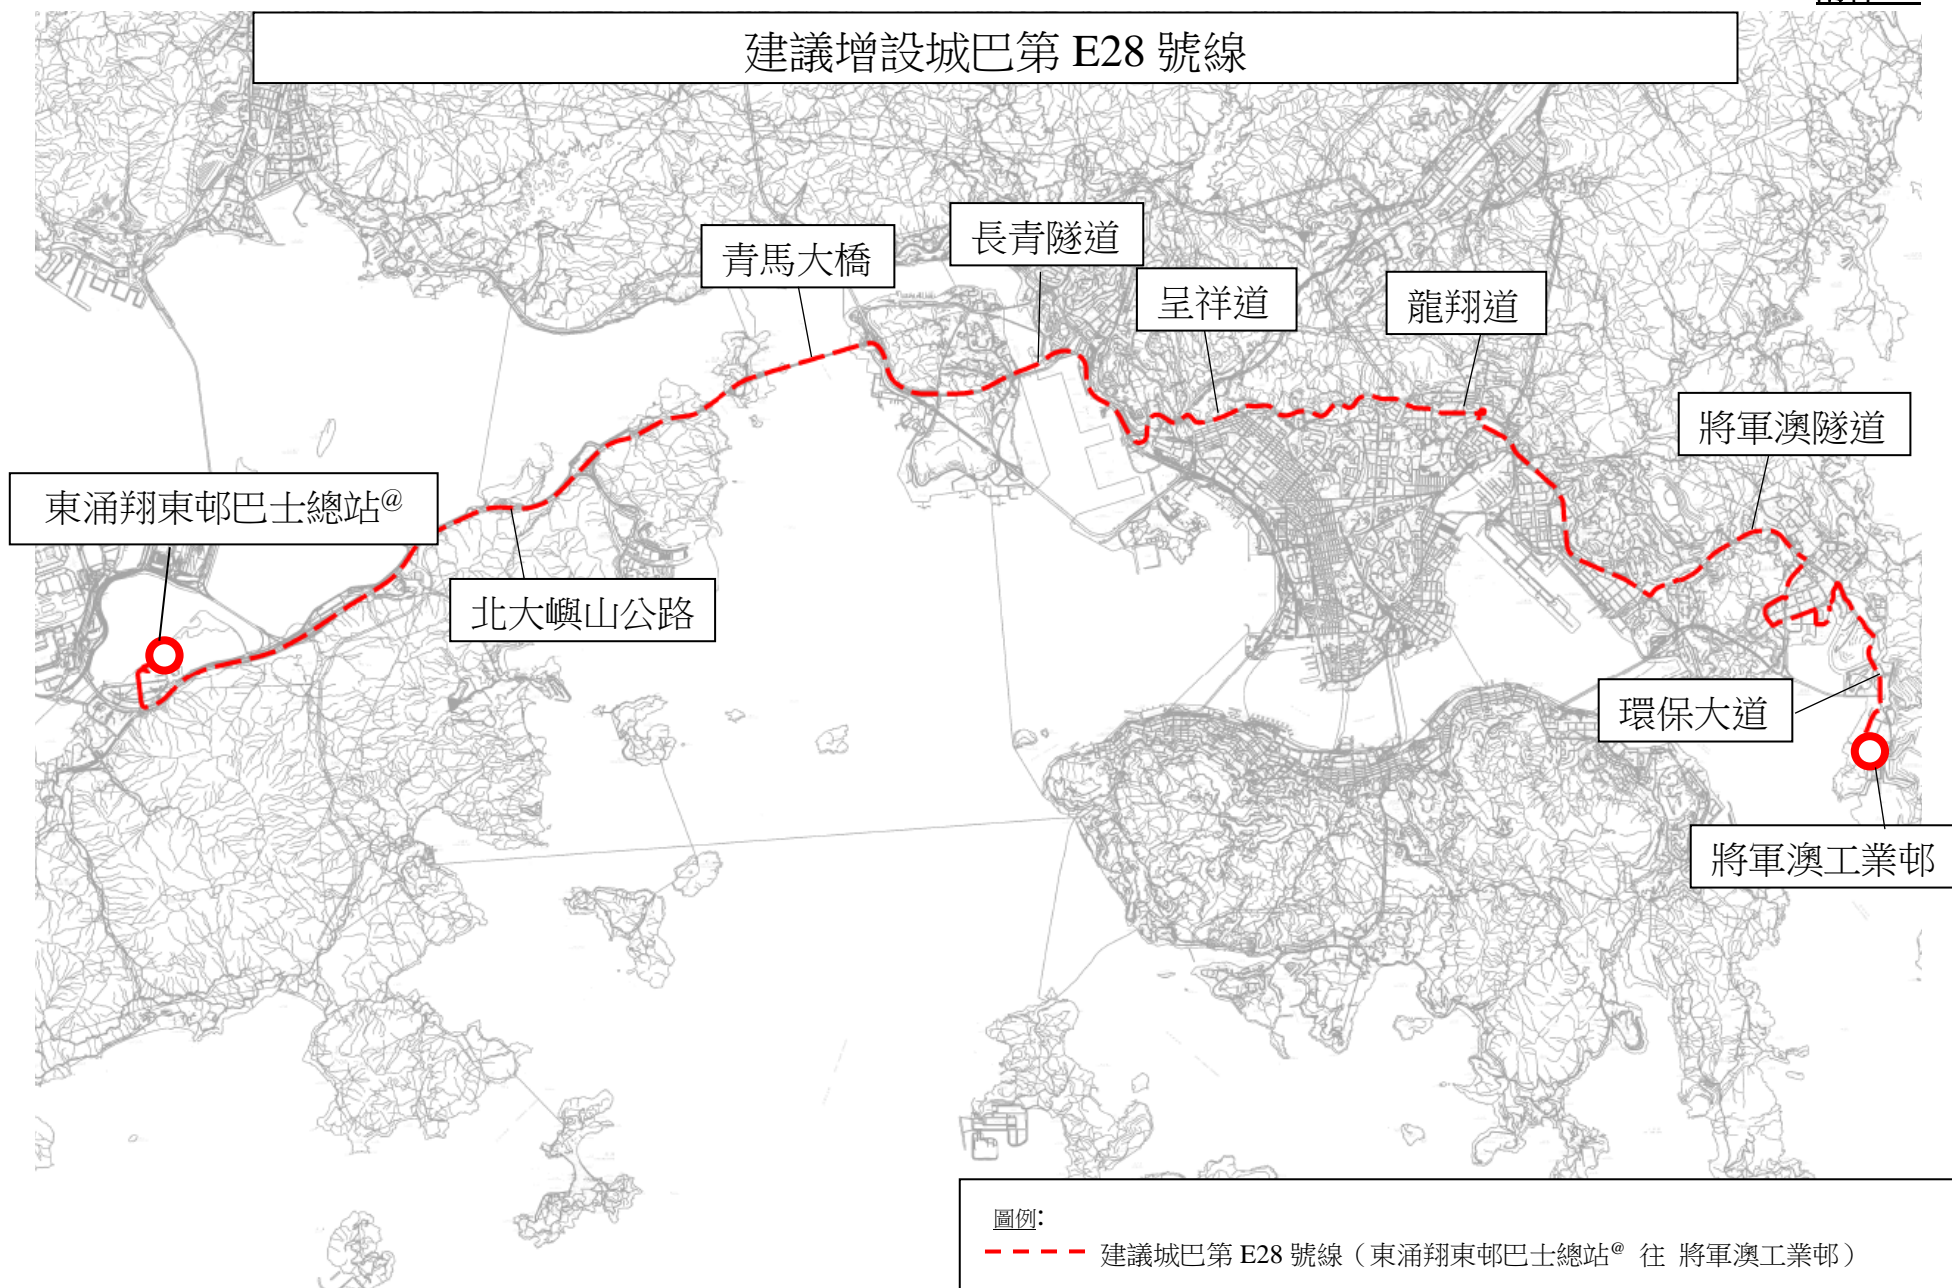 建議增設城巴第 E28 號線
青馬大橋
長青隧道
呈祥道
龍翔道
將軍澳隧道
東涌翔東邨巴士總站@
北大嶼山公路
環保大道
將軍澳工業邨
圖例:
建議城巴第 E28 號線（東涌翔東邨巴士總站@ 往 將軍澳工業邨）